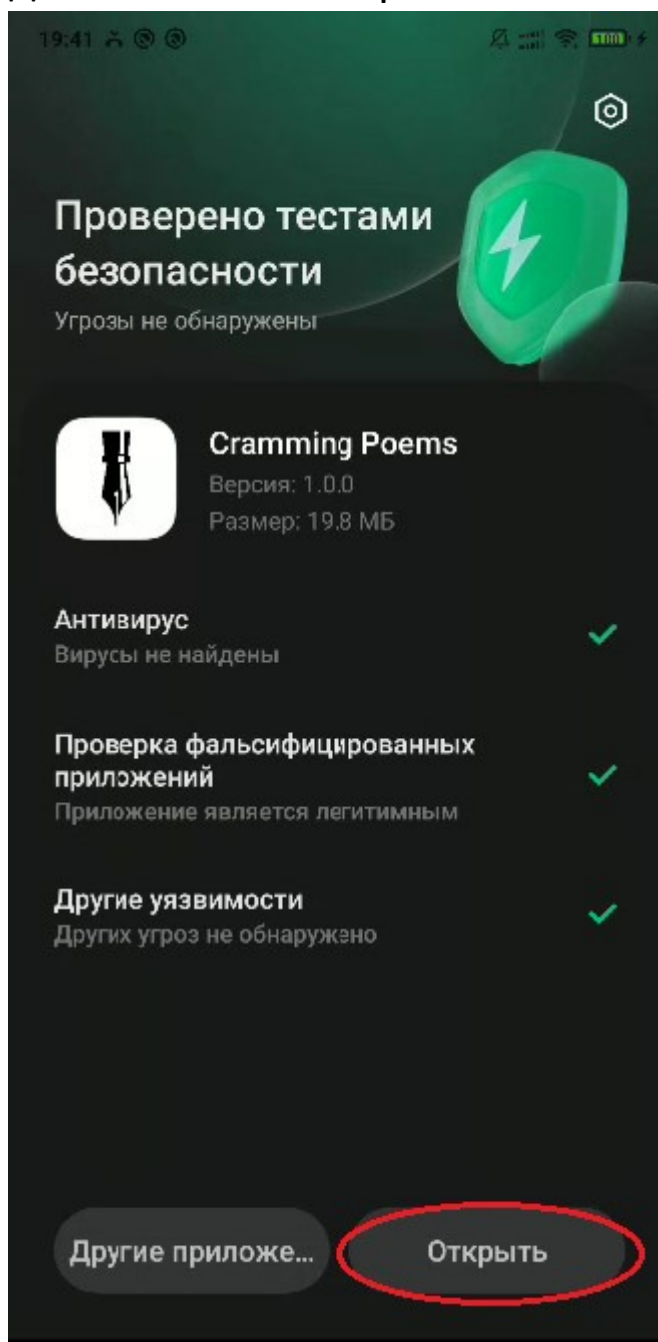 19:41
100
Проверено тестами
безопасности
Угрозы не обнаружены
Cramming Poems
Версия: 1.0.0
Размер: 19.8 МБ
Антивирус
Вирусы не найдены
Проверка фальсифицированных
приложений
Приложение является легитимным
Другие уязвимости
Других угроз не обнаружено
Другие приложе...
Открыть